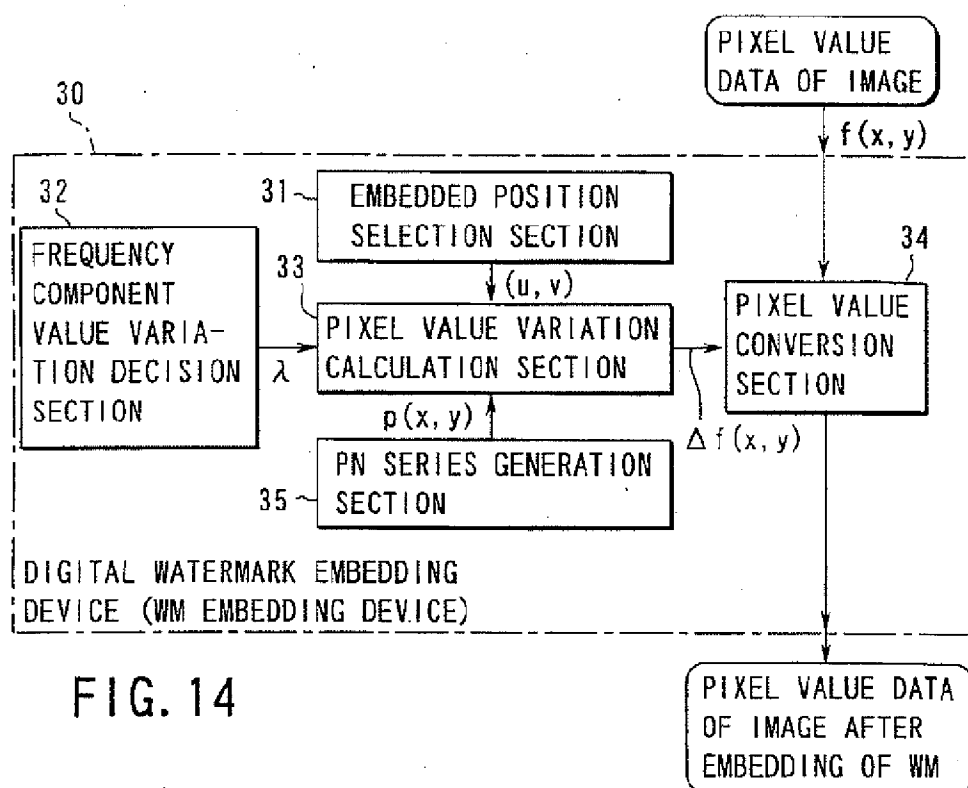 PIXEL VALUE
DATA OF IMAGE
30
f(x, y)
32
31
EMBEDDED POSITION
SELECTION SECTION
34
FREQUENCY
COMPONENT
VALUE VARIA-
TION DECISION
SECTION
33
(u, v)
PIXEL VALUE VARIATION
CALCULATION SECTION
PIXEL VALUE
CONVERSION
SECTION
λ
p(x, y)
Δ f(x, y)
35
PN SERIES GENERATION
SECTION
DIGITAL WATERMARK EMBEDDING
DEVICE (WM EMBEDDING DEVICE)
FIG. 14
PIXEL VALUE DATA
OF IMAGE AFTER
EMBEDDING OF WM